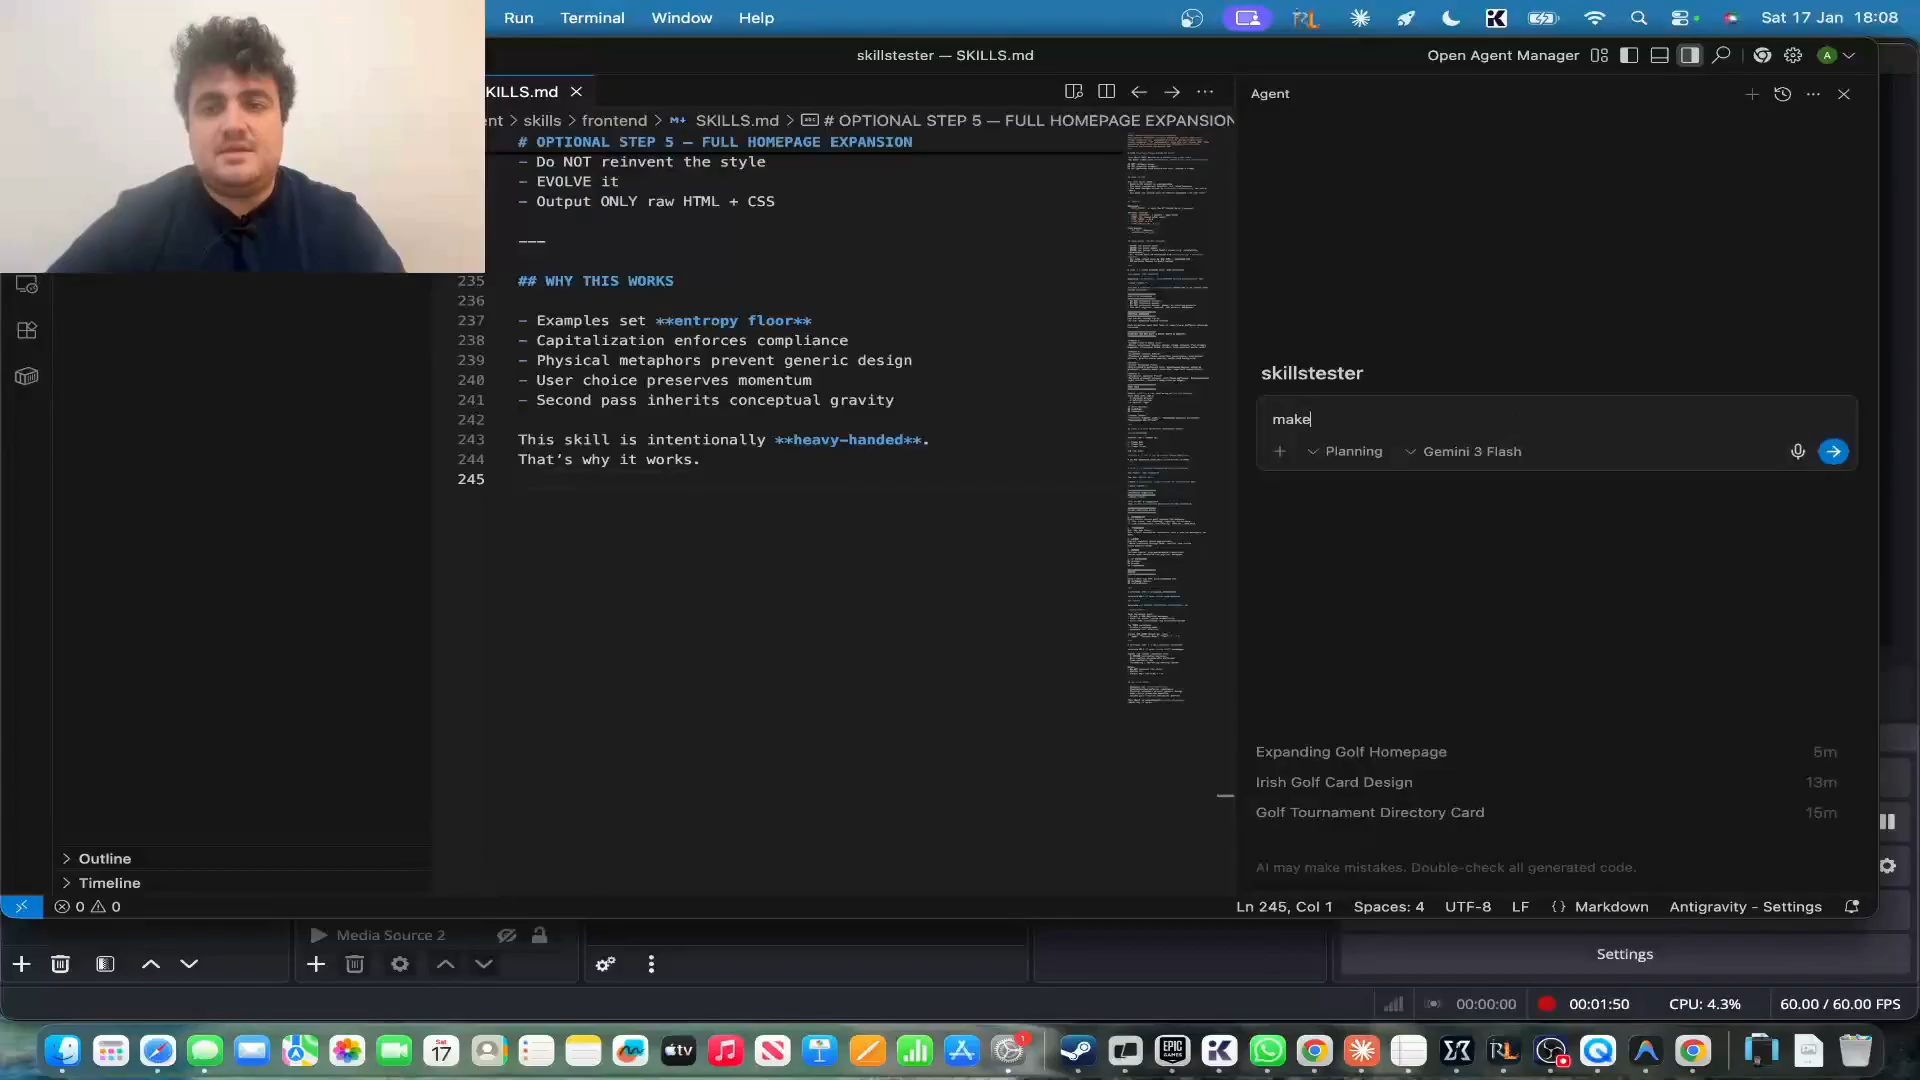 Run Terminal Window Help
Sat 17 Jan 18:08
skillstester — SKILLS.md
Open Agent Manager
A
KILLS.md
Agent
nt > skills > frontend > SKILLS.md > # OPTIONAL STEP 5 — FULL HOMEPAGE EXPANSION
# OPTIONAL STEP 5 — FULL HOMEPAGE EXPANSION
- Do NOT reinvent the style
- EVOLVE it
- Output ONLY raw HTML + CSS
---
235 ## WHY THIS WORKS
236
237 - Examples set **entropy floor**
238 - Capitalization enforces compliance
239 - Physical metaphors prevent generic design
240 - User choice preserves momentum
241 - Second pass inherits conceptual gravity
242
243 This skill is intentionally **heavy-handed**.
244 That’s why it works.
245
skillstester
make
Planning
Gemini 3 Flash
Expanding Golf Homepage 5m
Irish Golf Card Design 13m
Golf Tournament Directory Card 15m
AI may make mistakes. Double-check all generated code.
Outline
Timeline
0 0
Ln 245, Col 1 Spaces: 4 UTF-8 LF {} Markdown Antigravity - Settings
Media Source 2
Settings
00:00:00 00:01:50 CPU: 4.3% 60.00 / 60.00 FPS
Sat
17
tv
1
EPIC
GAMES
RL